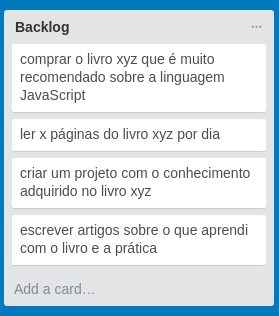 Backlog ...
comprar o livro xyz que é muito
recomendado sobre a linguagem
JavaScript
ler x páginas do livro xyz por dia
criar um projeto com o conhecimento
adquirido no livro xyz
escrever artigos sobre o que aprendi
com o livro e a prática
Add a card…